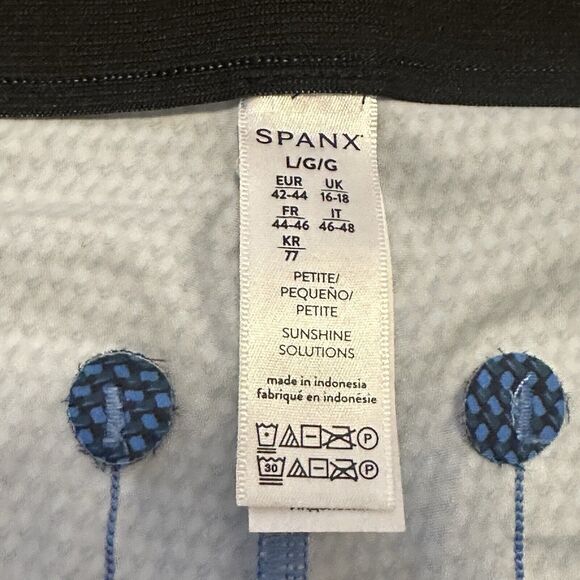 SPANX
L/G/G
EUR UK
42-44 16-18
FR IT
44-46 46-48
KR
77
PETITE/
PEQUEÑO/
PETITE
SUNSHINE
SOLUTIONS
made in indonesia
fabriqué en indonésie
P
30 P